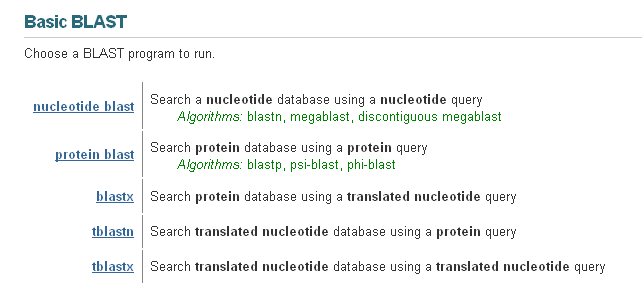 Basic BLAST
Choose a BLAST program to run.
nucleotide blast
Search a nucleotide database using a nucleotide query
Algorithms: blastn, megablast, discontiguous megablast
protein blast
Search protein database using a protein query
Algorithms: blastp, psi-blast, phi-blast
blastx
Search protein database using a translated nucleotide query
tblastn
Search translated nucleotide database using a protein query
tblastx
Search translated nucleotide database using a translated nucleotide query